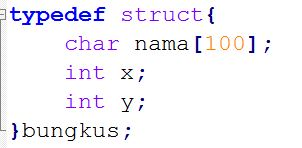 typedef struct{
    char nama[100];
    int x;
    int y;
}bungkus;